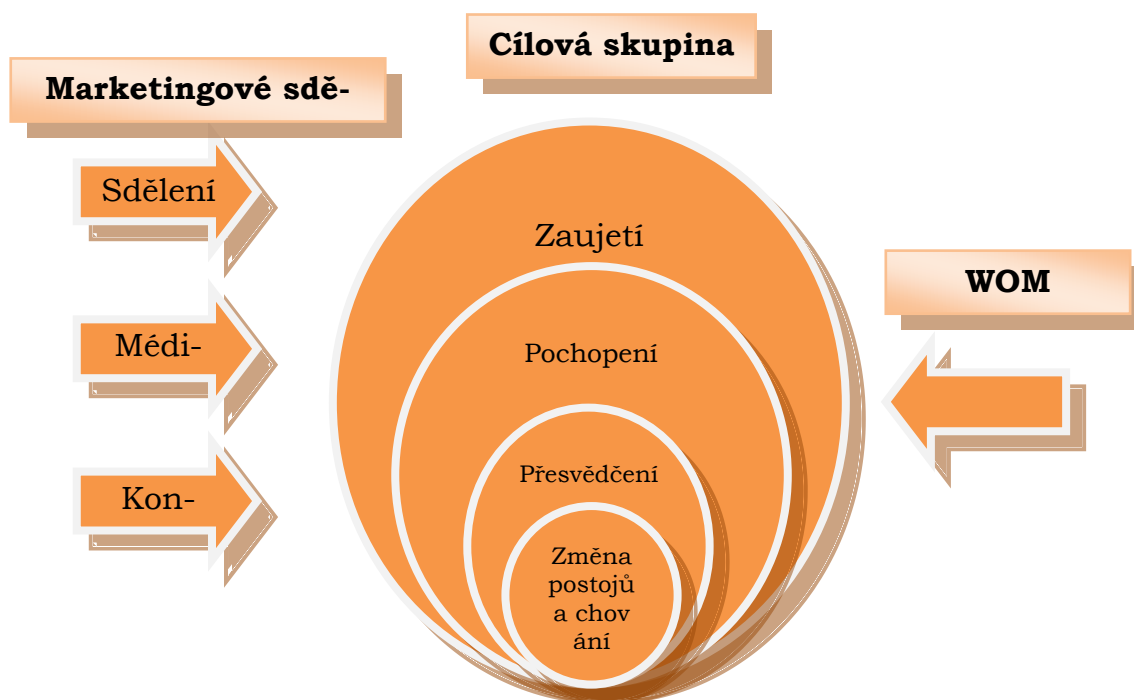 Cílová skupina
Marketingové sdě-
Sdělení
Médi-
Kon-
Zaujetí
Pochopení
Přesvědčení
Změna
postojů
a chov
ání
WOM